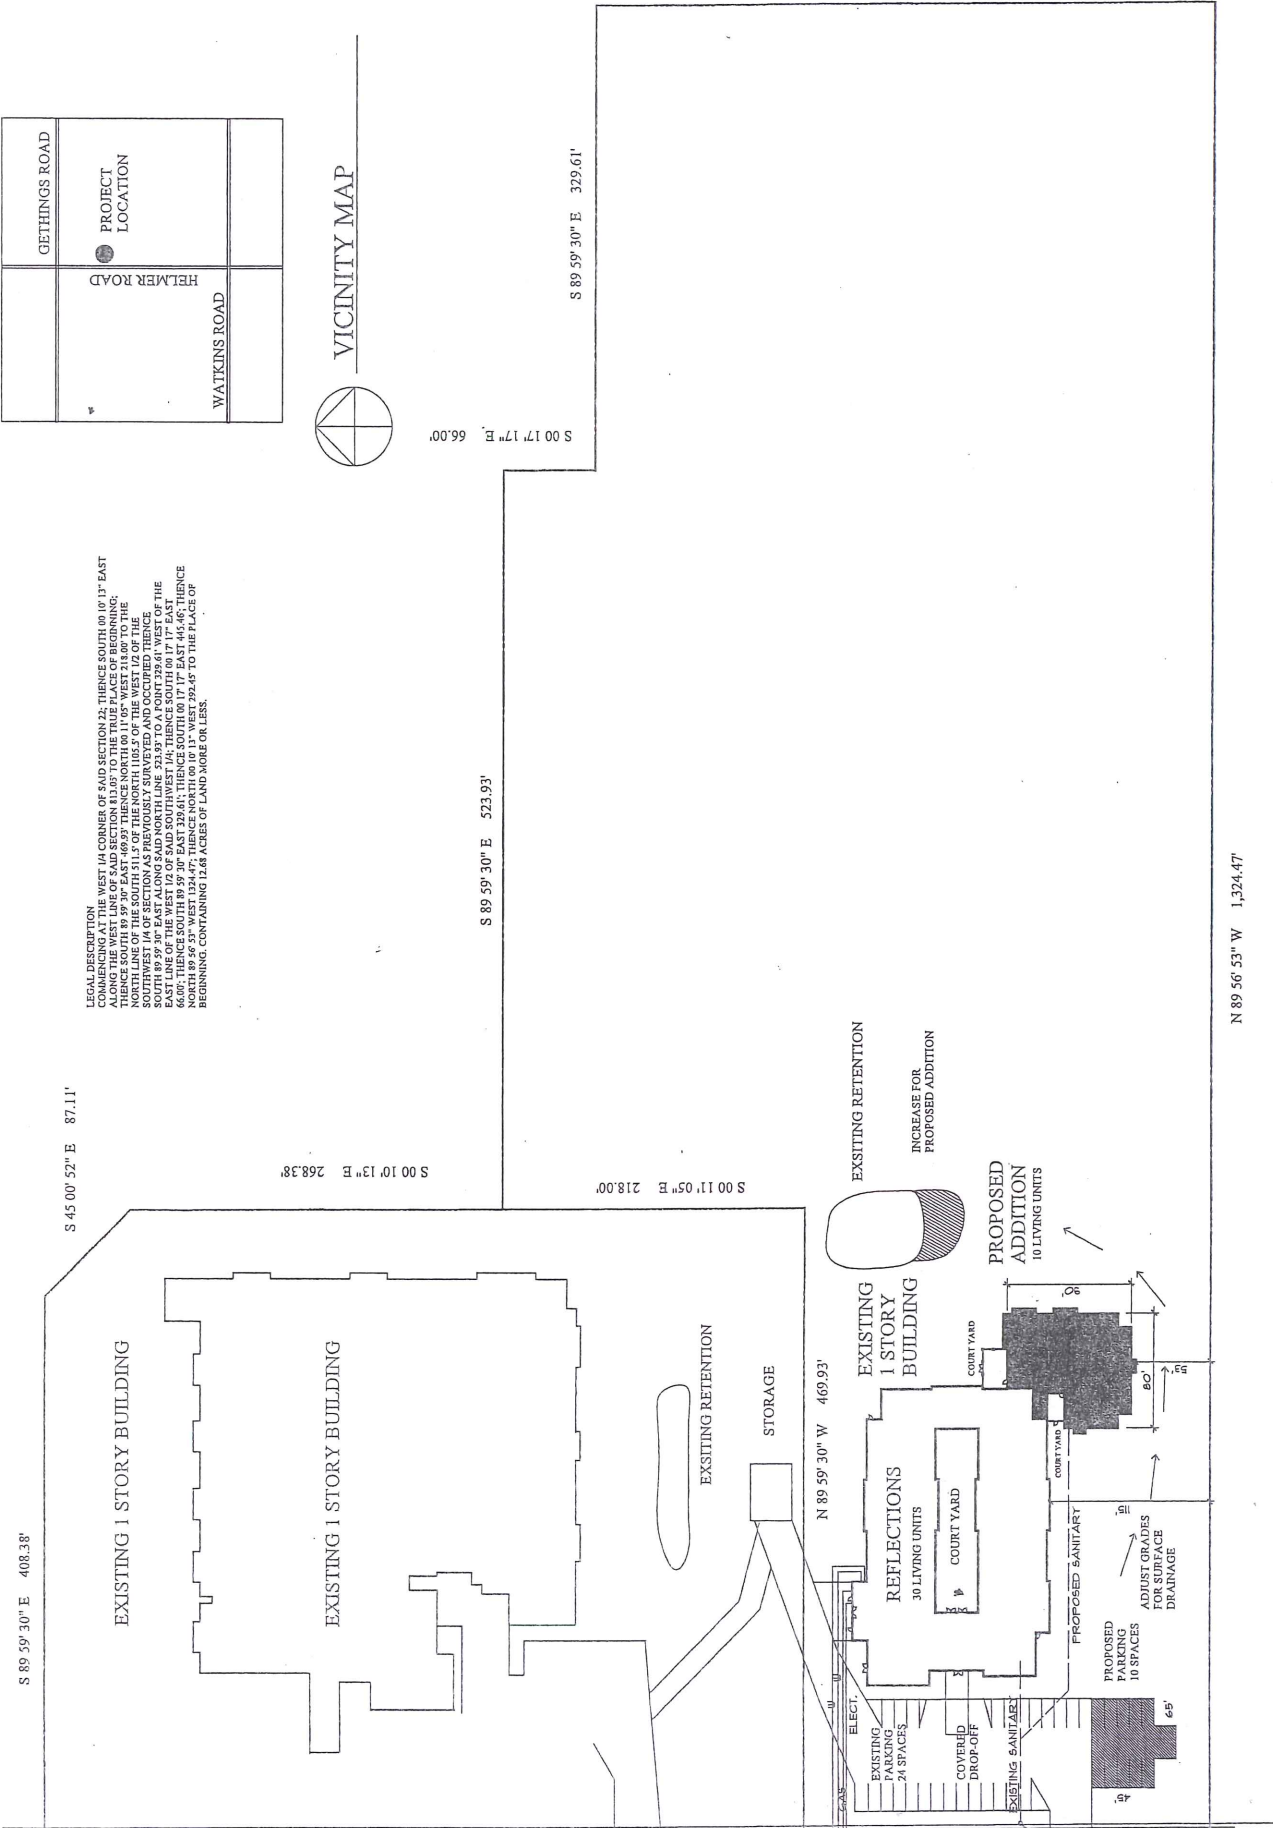 GETHINGS ROAD
PROJECT
LOCATION
HELMER ROAD
WATKINS ROAD
VICINITY MAP
S 89 59' 30" E 329.61'
S 00 17' 17" E 66.00'
LEGAL DESCRIPTION
COMMENCING AT THE WEST 1/4 CORNER OF SAID SECTION 22; THENCE SOUTH 00 10' 13" EAST
ALONG THE WEST LINE OF SAID SECTION 813.05' TO THE TRUE PLACE OF BEGINNING;
THENCE SOUTH 89 59' 30" EAST 469.93' THENCE NORTH 00 11' 05" WEST 218.00' TO THE
NORTH LINE OF THE SOUTH 511.5' OF THE NORTH 1105.5' OF THE WEST 1/2 OF THE
SOUTHWEST 1/4 OF SECTION AS PREVIOUSLY SURVEYED AND OCCUPIED THENCE
SOUTH 89 59' 30" EAST ALONG SAID NORTH LINE 523.93' TO A POINT 329.61' WEST OF THE
EAST LINE OF THE WEST 1/2 OF SAID SOUTHWEST 1/4; THENCE SOUTH 00 17' 17" EAST
66.00'; THENCE SOUTH 89 59' 30" EAST 329.61'; THENCE SOUTH 00 17' 17" EAST 445.46'; THENCE
NORTH 89 56' 53" WEST 1324.47'; THENCE NORTH 00 10' 13" WEST 292.45' TO THE PLACE OF
BEGINNING. CONTAINING 12.68 ACRES OF LAND MORE OR LESS.
S 89 59' 30" E 523.93'
S 45 00' 52" E 87.11'
S 00 10' 13" E 268.38'
S 00 11' 05" E 218.00'
S 89 59' 30" E 408.38'
EXISTING 1 STORY BUILDING
EXISTING 1 STORY BUILDING
EXSITING RETENTION
STORAGE
N 89 59' 30" W 469.93'
EXSITING RETENTION
INCREASE FOR
PROPOSED ADDITION
PROPOSED
ADDITION
10 LIVING UNITS
EXISTING
1 STORY
BUILDING
COURT YARD
90'
80'
53'
COURT YARD
REFLECTIONS
30 LIVING UNITS
COURT YARD
115'
PROPOSED SANITARY
ADJUST GRADES
FOR SURFACE
DRAINAGE
PROPOSED
PARKING
10 SPACES
65'
45'
ELECT.
E
E
GAS
EXISTING
PARKING
24 SPACES
COVERED
DROP-OFF
EXISTING SANITARY
N 89 56' 53" W 1,324.47'